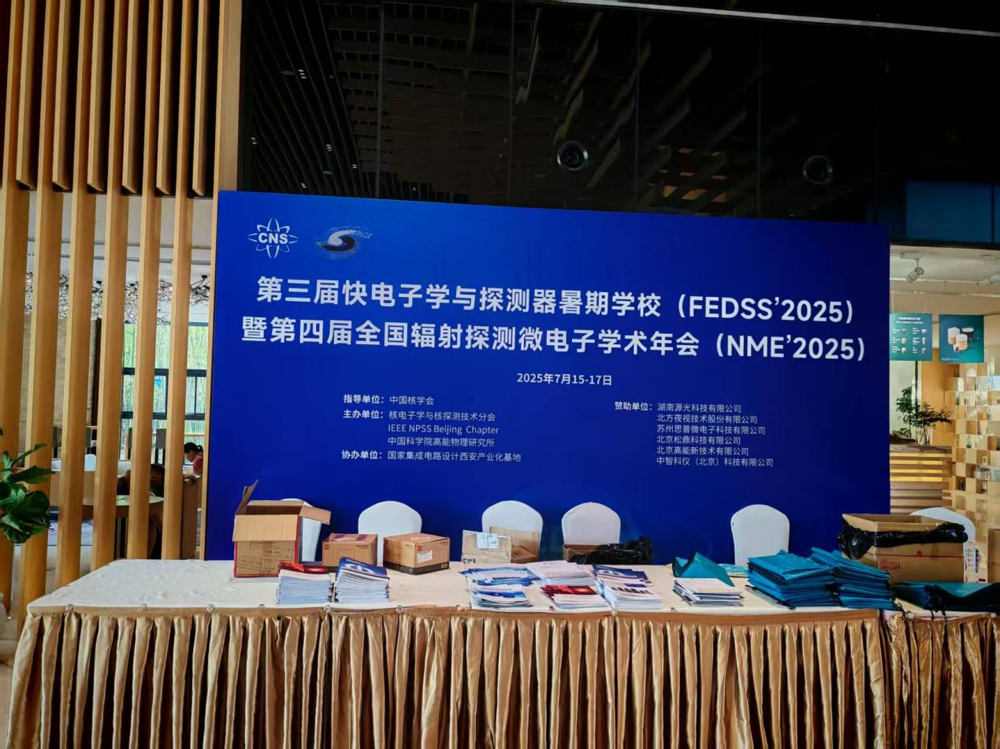 CNS
第三届快电子学与探测器暑期学校（FEDSS’2025）
暨第四届全国辐射探测微电子学术年会（NME’2025）
2025年7月15-17日
指导单位：中国核学会
主办单位：核电子学与核探测技术分会
IEEE NPSS Beijing Chapter
中国科学院高能物理研究所
协办单位：国家集成电路设计西安产业化基地
赞助单位：湖南源光科技有限公司
北方夜视技术股份有限公司
苏州思普微电子科技有限公司
北京松鼎科技有限公司
北京高能新技术有限公司
中智科仪（北京）科技有限公司
PRINT